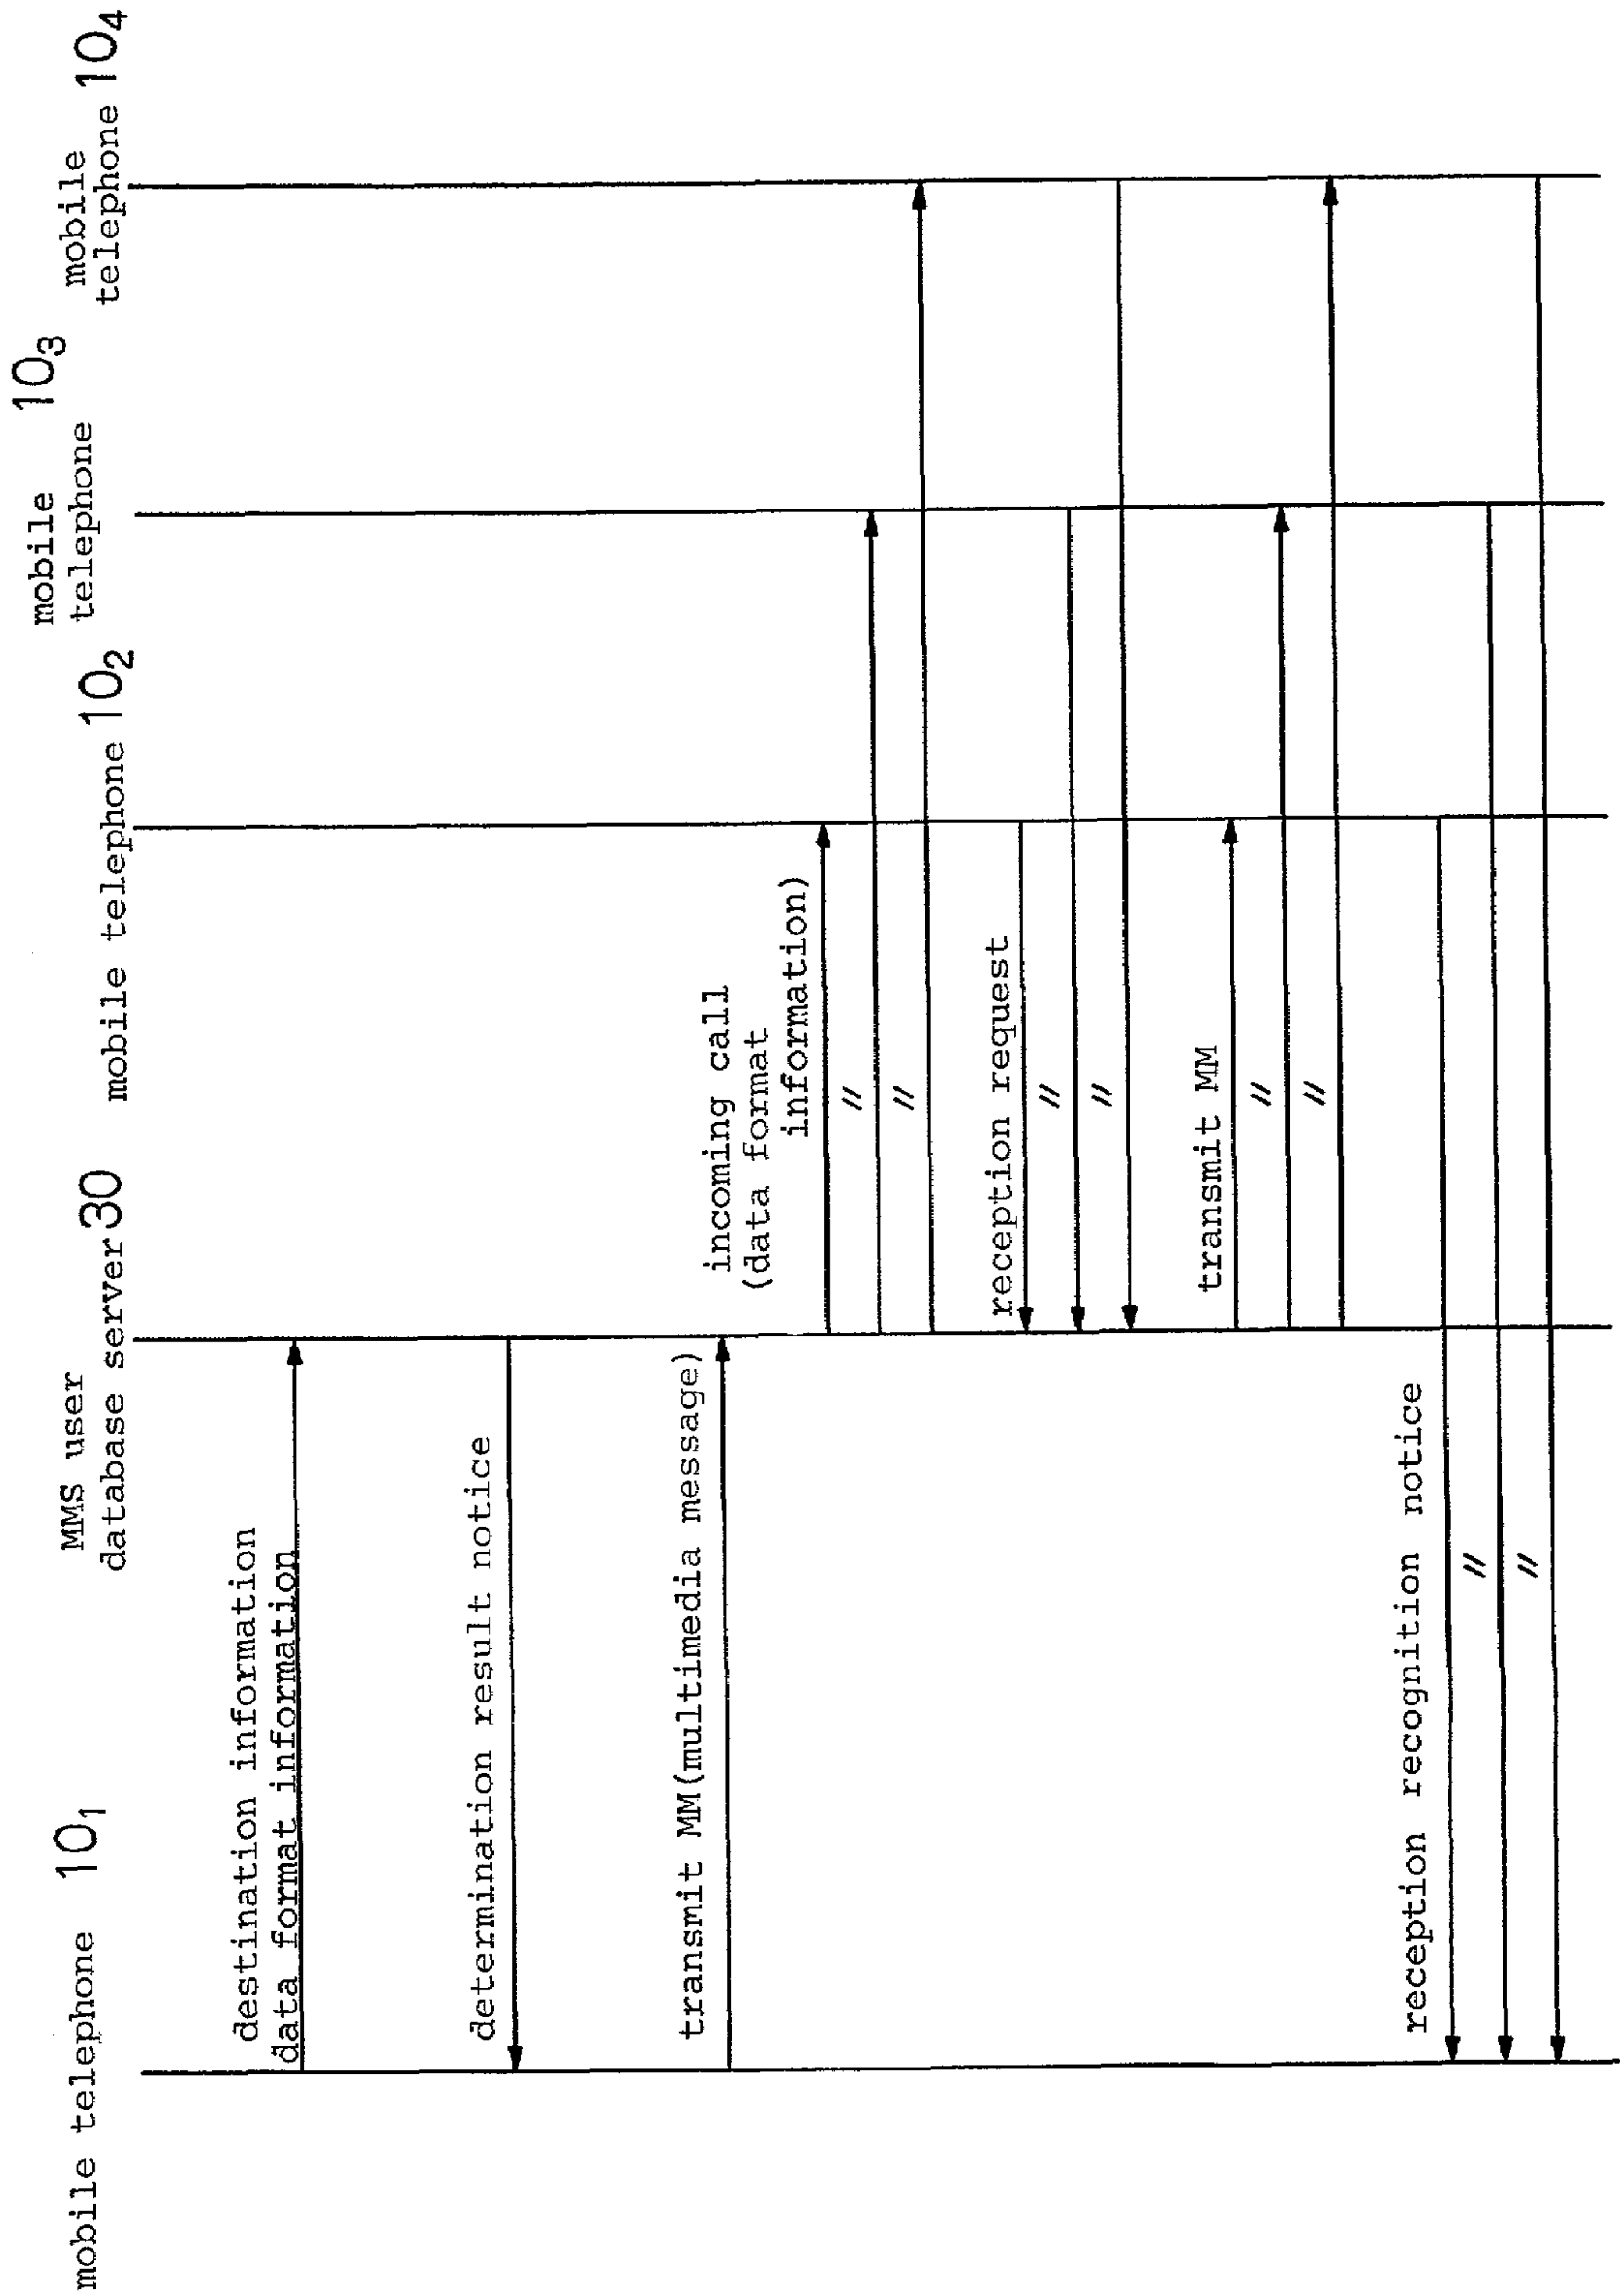 mobile telephone 10₁
MMS user
database server 30
mobile telephone 10₂
mobile 10₃
telephone
mobile
telephone 10₄
destination information
data format information
determination result notice
transmit MM(multimedia message)
incoming call
(data format
information)
〃
〃
reception request
〃
〃
transmit MM
〃
〃
reception recognition notice
〃
〃